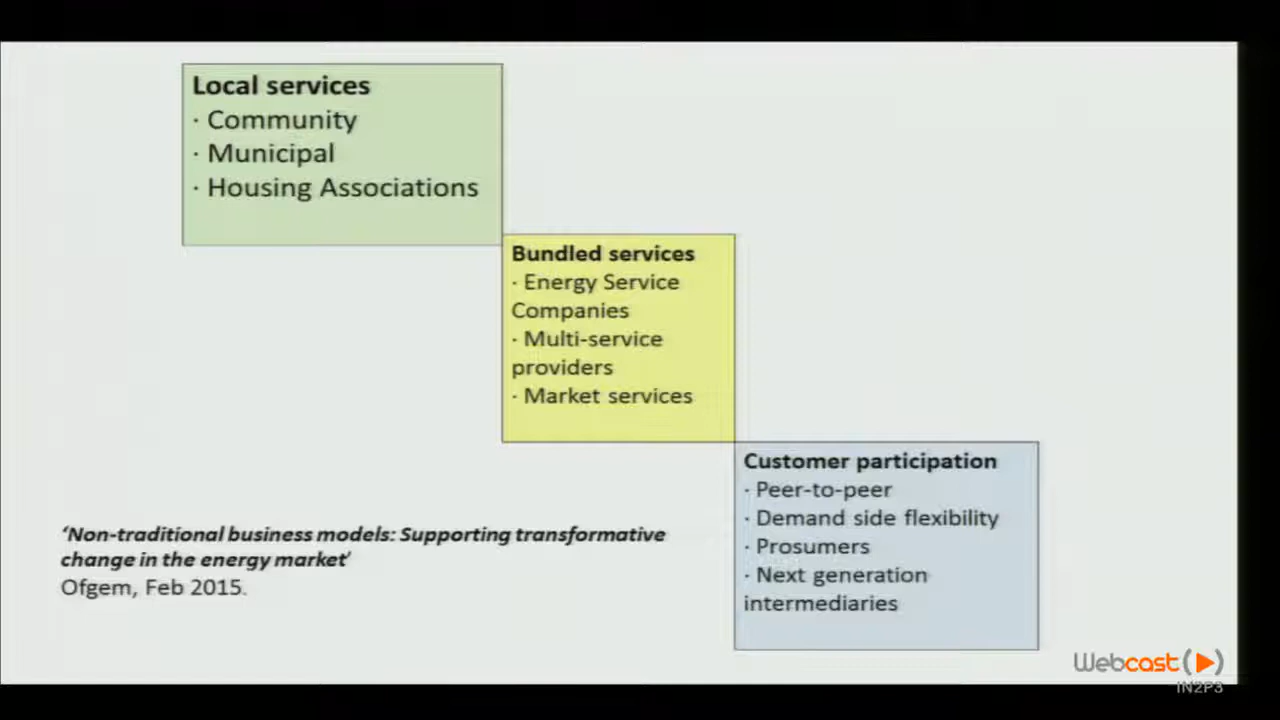 Local services
· Community
· Municipal
· Housing Associations
Bundled services
· Energy Service
Companies
· Multi-service
providers
· Market services
Customer participation
· Peer-to-peer
· Demand side flexibility
· Prosumers
· Next generation
intermediaries
‘Non-traditional business models: Supporting transformative
change in the energy market’
Ofgem, Feb 2015.
Webcast
IN2P3